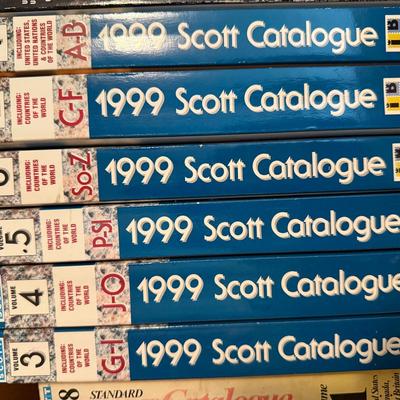 INCLUDING:
UNITED STATES,
UNITED NATIONS
& COUNTRIES
OF THE WORLD
A-B
1999 Scott Catalogue
INCLUDING:
COUNTRIES
OF THE
WORLD
C-F
1999 Scott Catalogue
INCLUDING:
COUNTRIES
OF THE
WORLD
So-Z
1999 Scott Catalogue
VOLUME
5
INCLUDING:
COUNTRIES
OF THE
WORLD
P-Sl
1999 Scott Catalogue
VOLUME
4
INCLUDING:
COUNTRIES
OF THE
WORLD
J-O
1999 Scott Catalogue
VOLUME
3
INCLUDING:
COUNTRIES
OF THE
WORLD
G-I
1999 Scott Catalogue
STANDARD
Catalogue